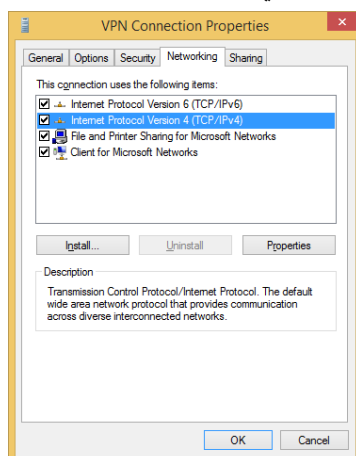 VPN Connection Properties
General Options Security Networking Sharing
This connection uses the following items:
Internet Protocol Version 6 (TCP/IPv6)
Internet Protocol Version 4 (TCP/IPv4)
File and Printer Sharing for Microsoft Networks
Client for Microsoft Networks
Install... Uninstall Properties
Description
Transmission Control Protocol/Internet Protocol. The default
wide area network protocol that provides communication
across diverse interconnected networks.
OK Cancel